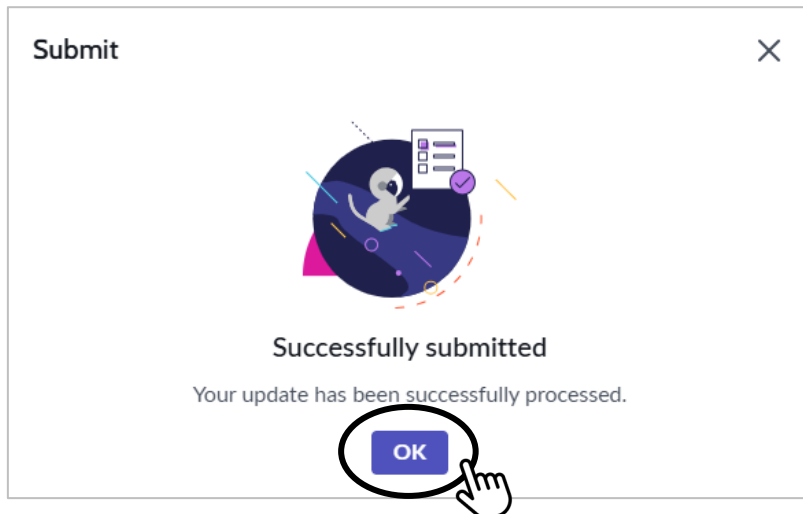 Submit
Successfully submitted
Your update has been successfully processed.
OK